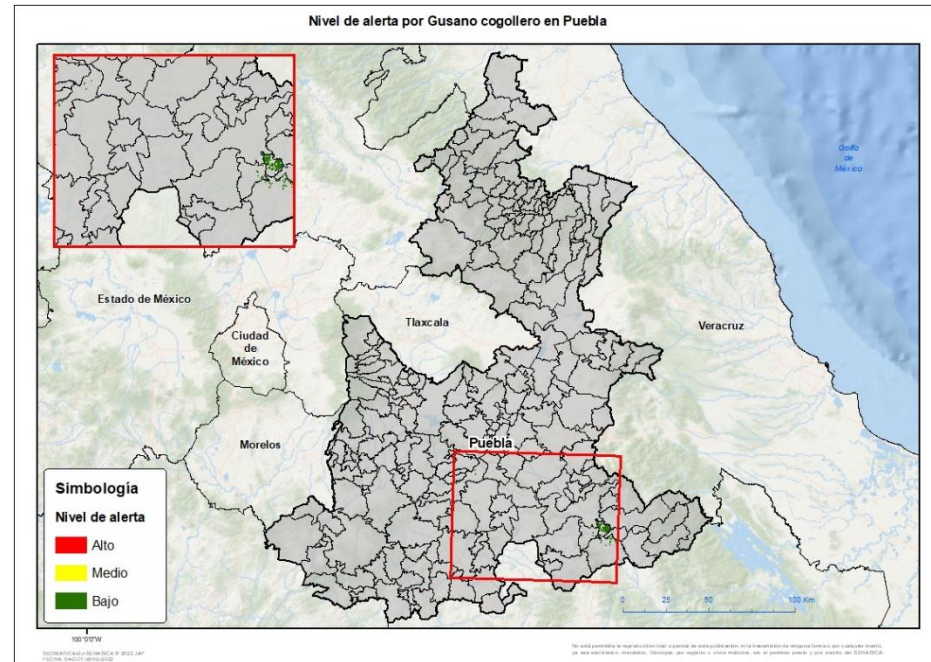 Nivel de alerta por Gusano cogollero en Puebla
Golfo
de
México
Estado de México
Tlaxcala
Veracruz
Ciudad
de
México
Morelos
Puebla
Simbología
Nivel de alerta
Alto
Medio
Bajo
0 25 50 100 Km
100°0'0"W